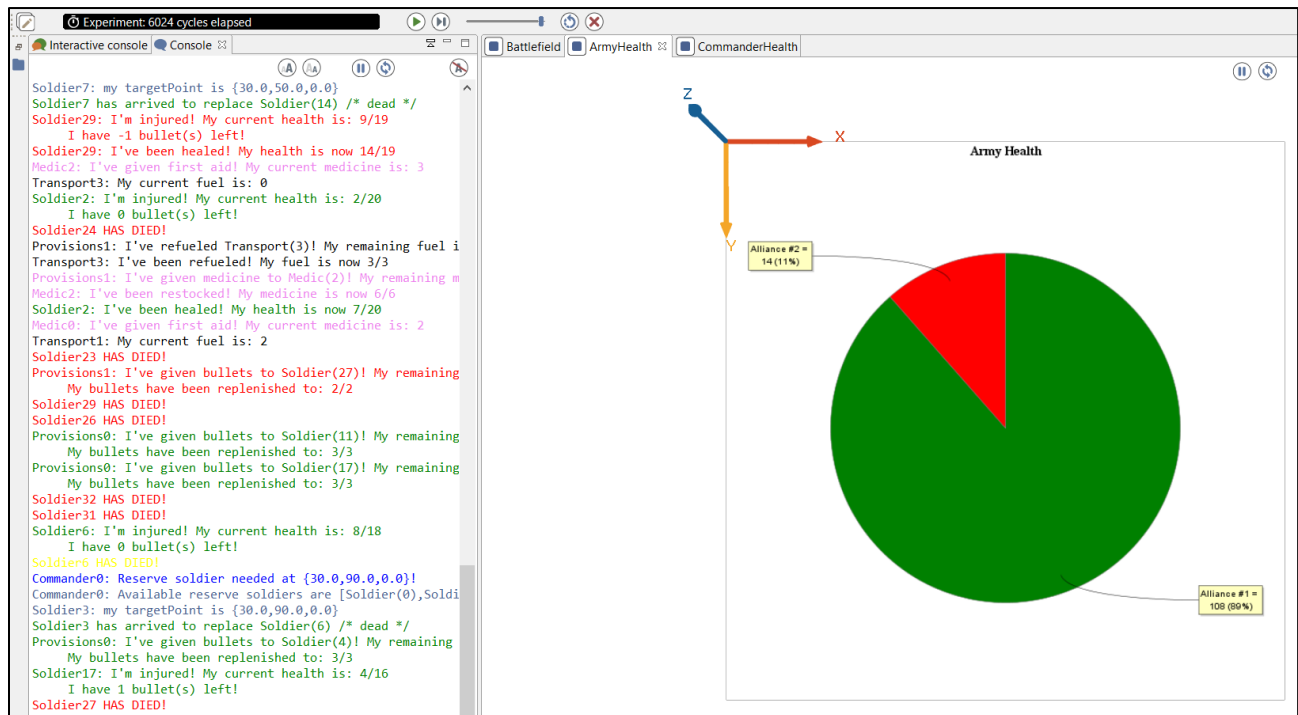 Experiment: 6024 cycles elapsed
Interactive console
Console
Battlefield
ArmyHealth
CommanderHealth
Soldier7: my targetPoint is {30.0,50.0,0.0}
Soldier7 has arrived to replace Soldier(14) /* dead */
Soldier29: I'm injured! My current health is: 9/19
I have -1 bullet(s) left!
Soldier29: I've been healed! My health is now 14/19
Medic2: I've given first aid! My current medicine is: 3
Transport3: My current fuel is: 0
Soldier2: I'm injured! My current health is: 2/20
I have 0 bullet(s) left!
Soldier24 HAS DIED!
Provisions1: I've refueled Transport(3)! My remaining fuel i
Transport3: I've been refueled! My fuel is now 3/3
Provisions1: I've given medicine to Medic(2)! My remaining m
Medic2: I've been restocked! My medicine is now 6/6
Soldier2: I've been healed! My health is now 7/20
Medic0: I've given first aid! My current medicine is: 2
Transport1: My current fuel is: 2
Soldier23 HAS DIED!
Provisions1: I've given bullets to Soldier(27)! My remaining
My bullets have been replenished to: 2/2
Soldier29 HAS DIED!
Soldier26 HAS DIED!
Provisions0: I've given bullets to Soldier(11)! My remaining
My bullets have been replenished to: 3/3
Provisions0: I've given bullets to Soldier(17)! My remaining
My bullets have been replenished to: 3/3
Soldier32 HAS DIED!
Soldier31 HAS DIED!
Soldier6: I'm injured! My current health is: 8/18
I have 0 bullet(s) left!
Soldier6 HAS DIED!
Commander0: Reserve soldier needed at {30.0,90.0,0.0}!
Commander0: Available reserve soldiers are [Soldier(0),Soldi
Soldier3: my targetPoint is {30.0,90.0,0.0}
Soldier3 has arrived to replace Soldier(6) /* dead */
Provisions0: I've given bullets to Soldier(4)! My remaining
My bullets have been replenished to: 3/3
Soldier17: I'm injured! My current health is: 4/16
I have 1 bullet(s) left!
Soldier27 HAS DIED!
Z
X
Y
Army Health
Alliance #2 =
14 (11%)
Alliance #1 =
108 (89%)